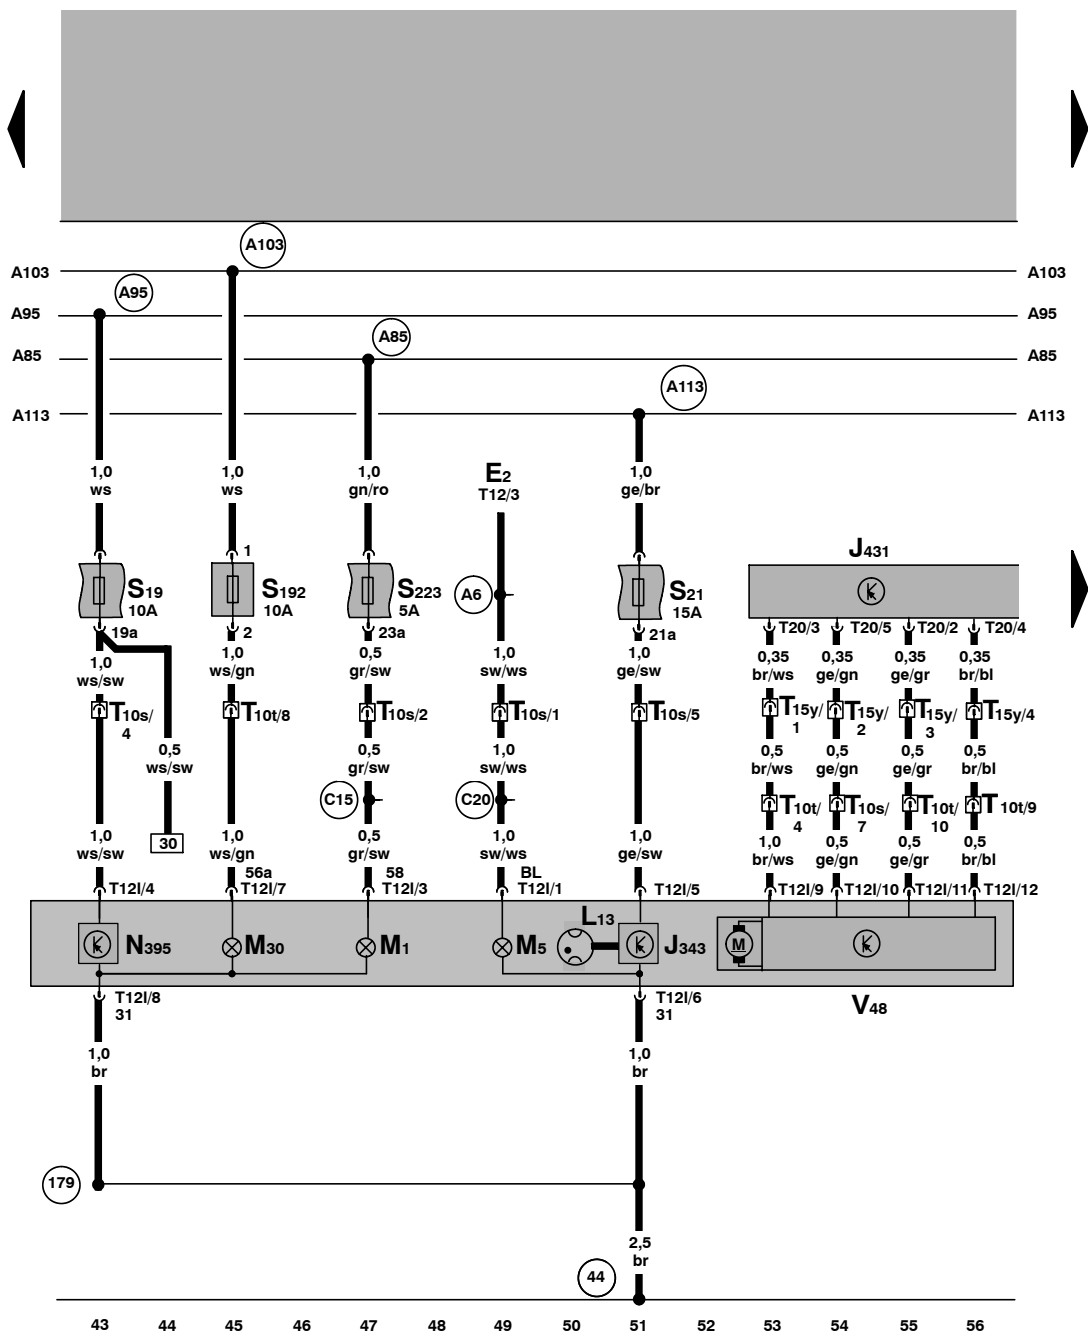 A103
A103
A103
A95
A95
A95
A85
A85
A85
A113
A113
A113
1,0
ws
1,0
ws
1,0
gn/ro
E2
T12/3
1,0
ge/br
J431
1
S19
10A
S192
10A
S223
5A
A6
S21
15A
19a
2
23a
21a
T20/3
T20/5
T20/2
T20/4
1,0
ws/sw
1,0
ws/gn
0,5
gr/sw
1,0
sw/ws
1,0
ge/sw
0,35
br/ws
0,35
ge/gn
0,35
ge/gr
0,35
br/bl
T10s/
4
T10t/8
T10s/2
T10s/1
T10s/5
T15y/
1
T15y/
2
T15y/
3
T15y/4
0,5
ws/sw
0,5
gr/sw
1,0
sw/ws
0,5
br/ws
0,5
ge/gn
0,5
ge/gr
0,5
br/bl
C15
C20
T10t/
4
T10s/
7
T10t/
10
T10t/9
30
1,0
ws/sw
1,0
ws/gn
0,5
gr/sw
1,0
sw/ws
1,0
ge/sw
1,0
br/ws
0,5
ge/gn
0,5
ge/gr
0,5
br/bl
T12l/4
56a
T12l/7
58
T12l/3
BL
T12l/1
T12l/5
T12l/9
T12l/10
T12l/11
T12l/12
L13
N395
M30
M1
M5
J343
M
V48
T12l/8
31
T12l/6
31
1,0
br
1,0
br
179
2,5
br
44
43 44 45 46 47 48 49 50 51 52 53 54 55 56